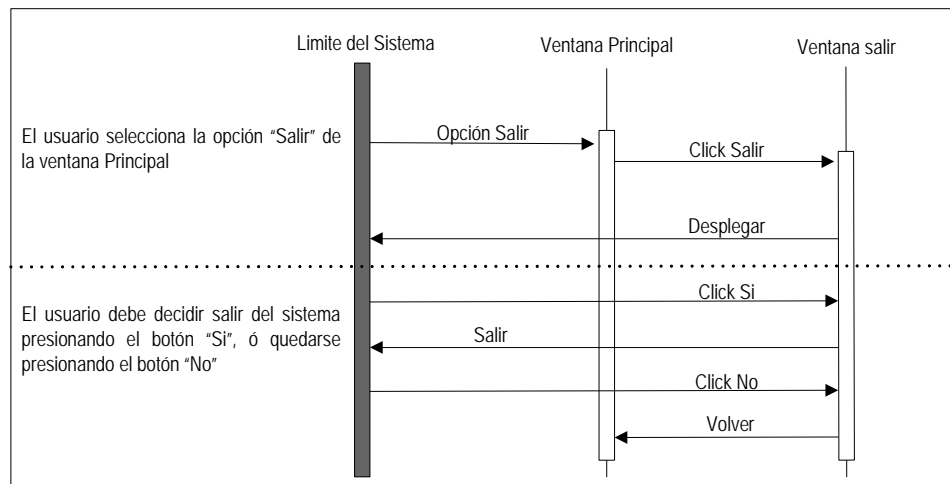 Limite del Sistema
Ventana Principal
Ventana salir
El usuario selecciona la opción “Salir” de
la ventana Principal
Opción Salir
Click Salir
Desplegar
El usuario debe decidir salir del sistema
presionando el botón “Si”, ó quedarse
presionando el botón “No”
Click Si
Salir
Click No
Volver